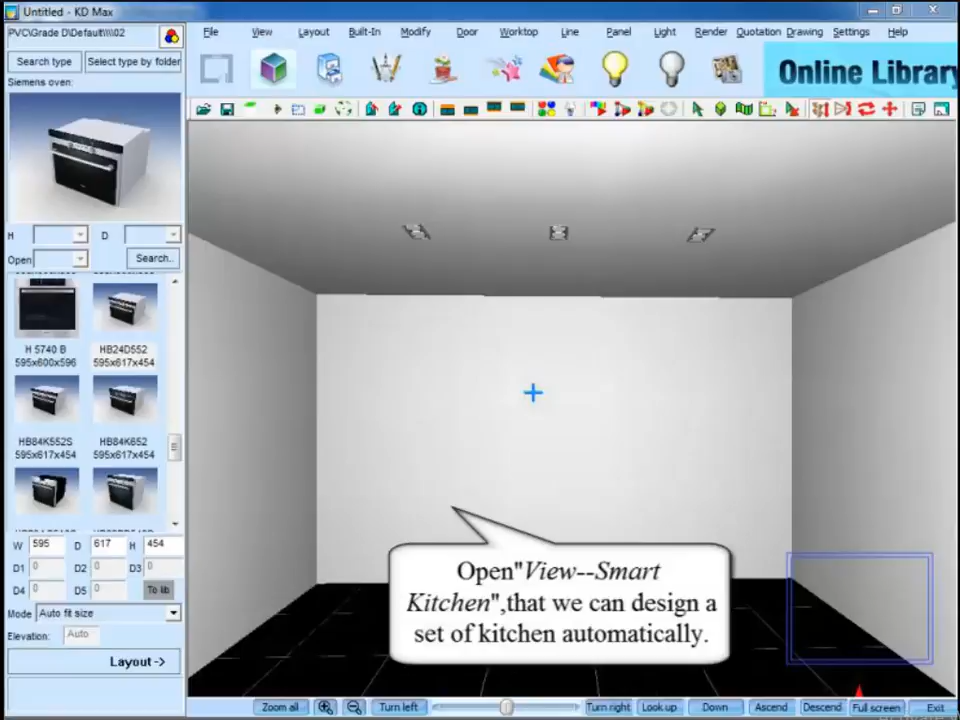 Untitled - KD Max
PVC\Grade D\Default\\\\02
File View Layout Built-In Modify Door Worktop Line Panel Light Render Quotation Drawing Settings Help
Search type Select type by folder
Siemens oven:
Online Library
H D
Open Search..
H 5740 B HB24D552
595x600x596 595x617x454
HB84K552S HB84K652
595x617x454 595x617x454
W 595 D 617 H 454
D1 0 D2 0 D3 0
D4 0 D5 0 To lib
Mode Auto fit size
Elevation: Auto
Layout ->
Open"View--Smart
Kitchen",that we can design a
set of kitchen automatically.
Zoom all Turn left Turn right Look up Down Ascend Descend Full screen Exit